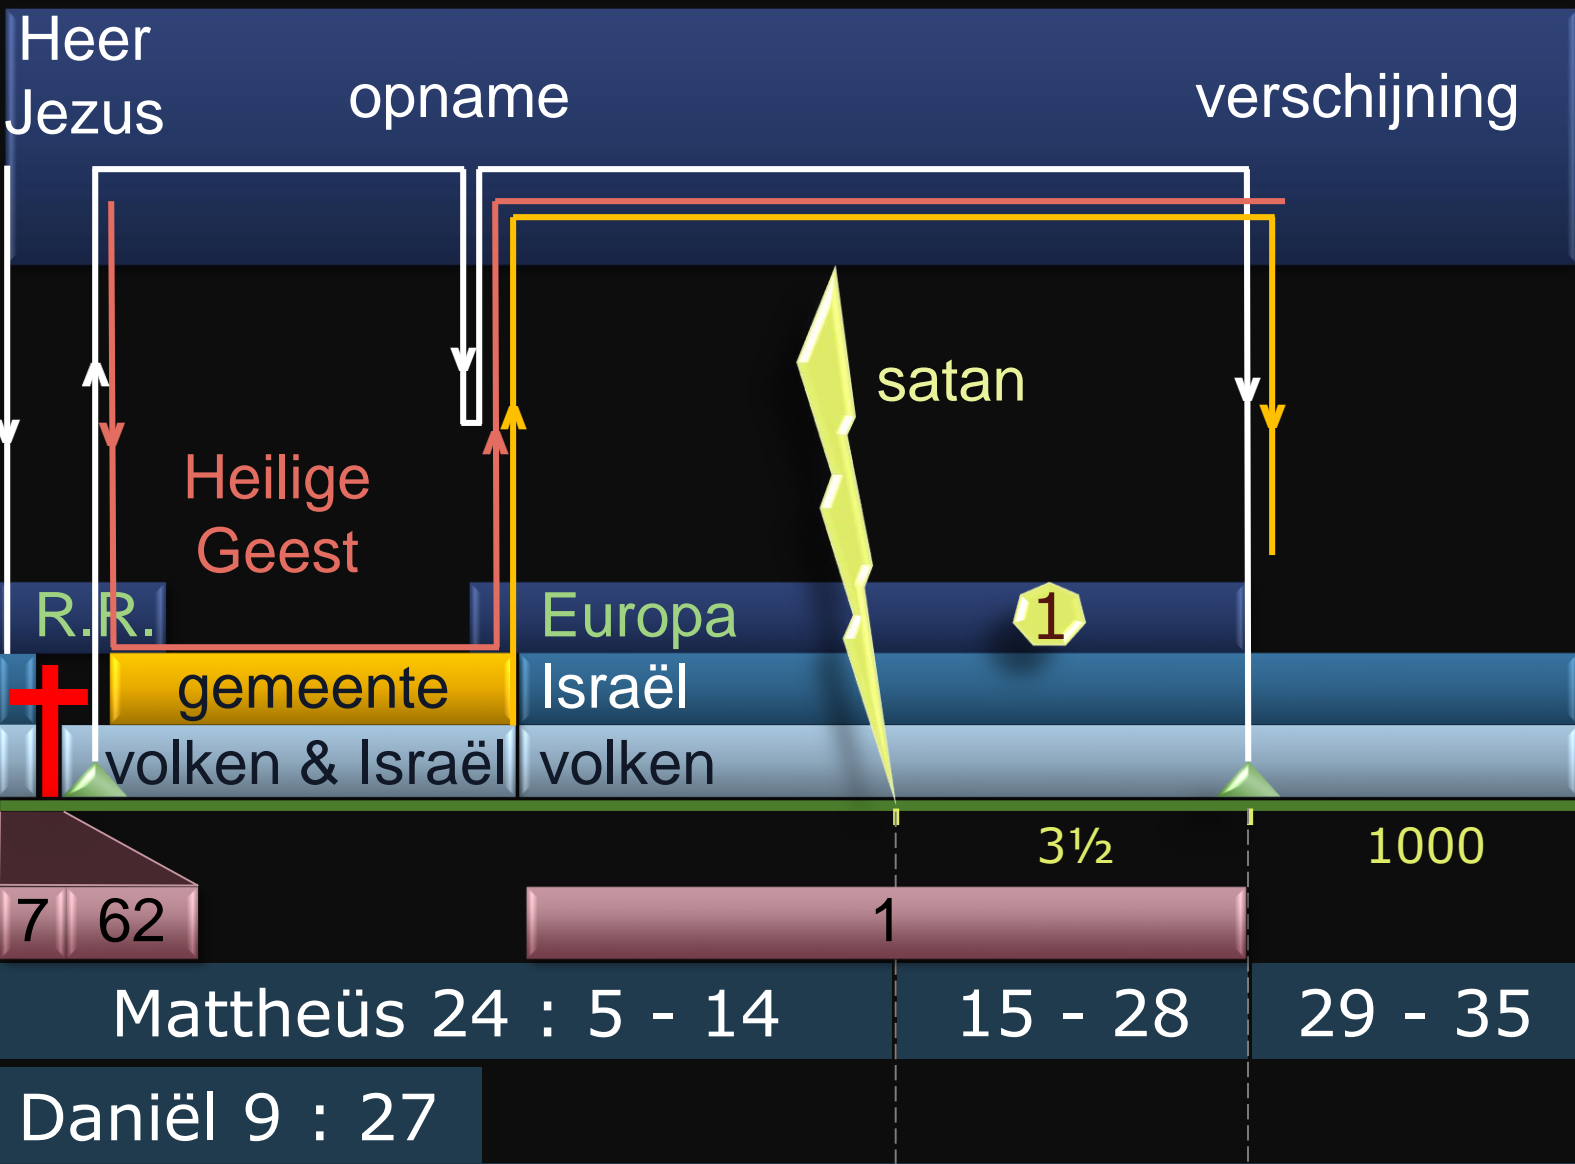 Heer
Jezus
opname
verschijning
satan
Heilige
Geest
R.R.
Europa
1
gemeente
Israël
volken & Israël
volken
3½
1000
7
62
1
Mattheüs 24 : 5 - 14
15 - 28
29 - 35
Daniël 9 : 27